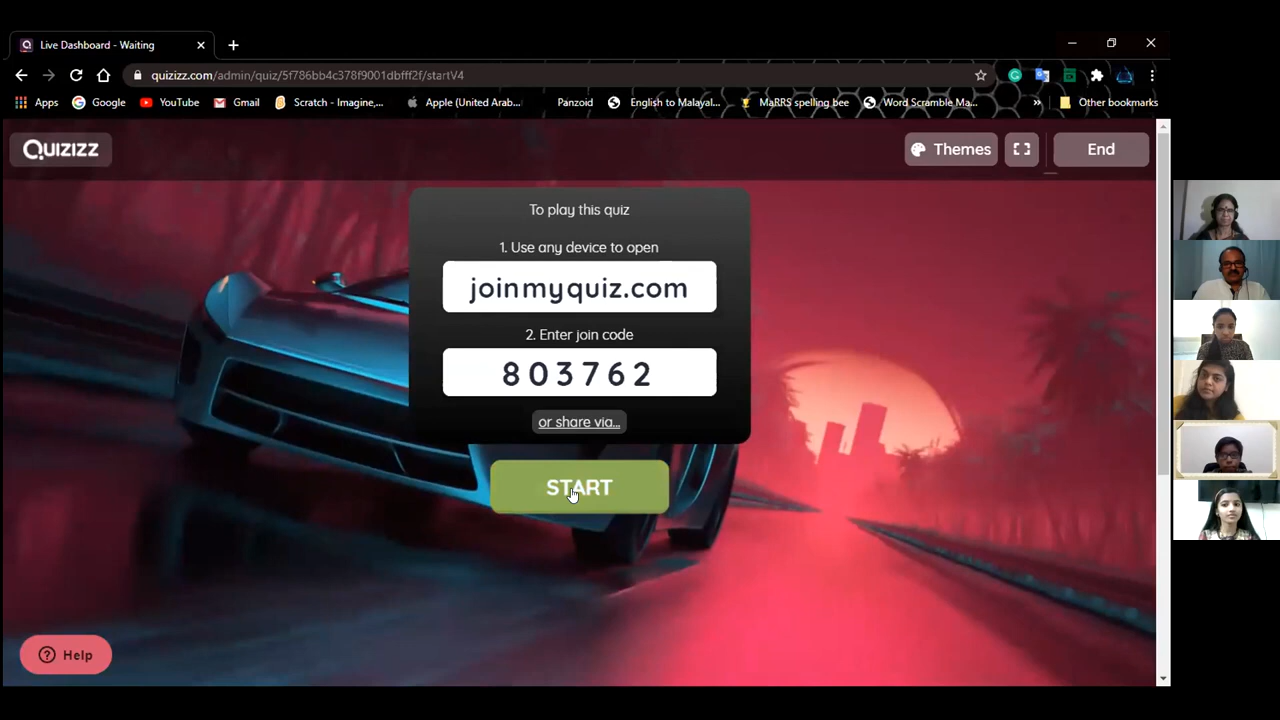 Live Dashboard - Waiting
quizizz.com/admin/quiz/5f786bb4c378f9001dbfff2f/startV4
Apps Google YouTube Gmail Scratch - Imagine,... Apple (United Arab... Panzoid English to Malayal... MaRRS spelling bee Word Scramble Ma... » Other bookmarks
Quizizz Themes End
To play this quiz
1. Use any device to open
joinmyquiz.com
2. Enter join code
803762
or share via...
START
Help